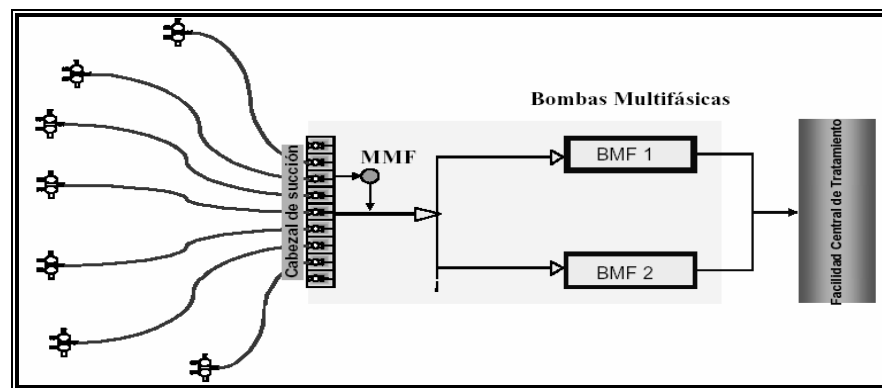 Bombas Multifásicas
MMF
Cabezal de succión
BMF 1
BMF 2
Facilidad Central de Tratamiento